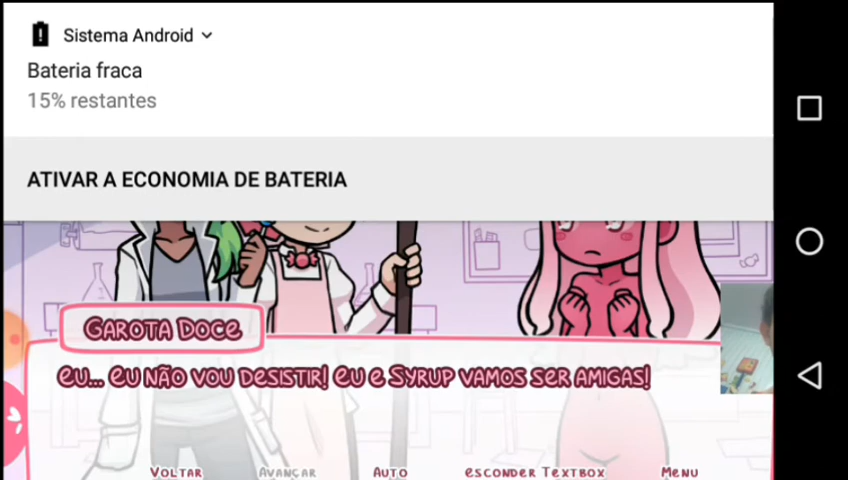 Sistema Android
Bateria fraca
15% restantes
ATIVAR A ECONOMIA DE BATERIA
GAROTA DOCE
EU... EU NÃO VOU DESISTIR! EU E SYRUP VAMOS SER AMIGAS!
VOLTAR AVANÇAR AUTO ESCONDER TEXTBOX MENU